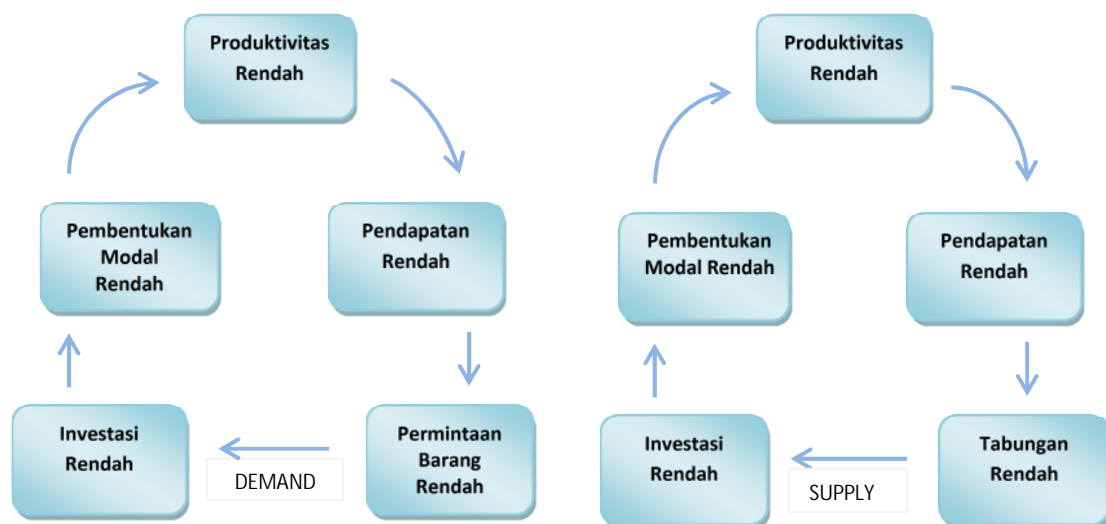 Produktivitas
Rendah
Pembentukan
Modal
Rendah
Pendapatan
Rendah
Investasi
Rendah
DEMAND
Permintaan
Barang
Rendah
Produktivitas
Rendah
Pembentukan
Modal Rendah
Pendapatan
Rendah
Investasi
Rendah
SUPPLY
Tabungan
Rendah